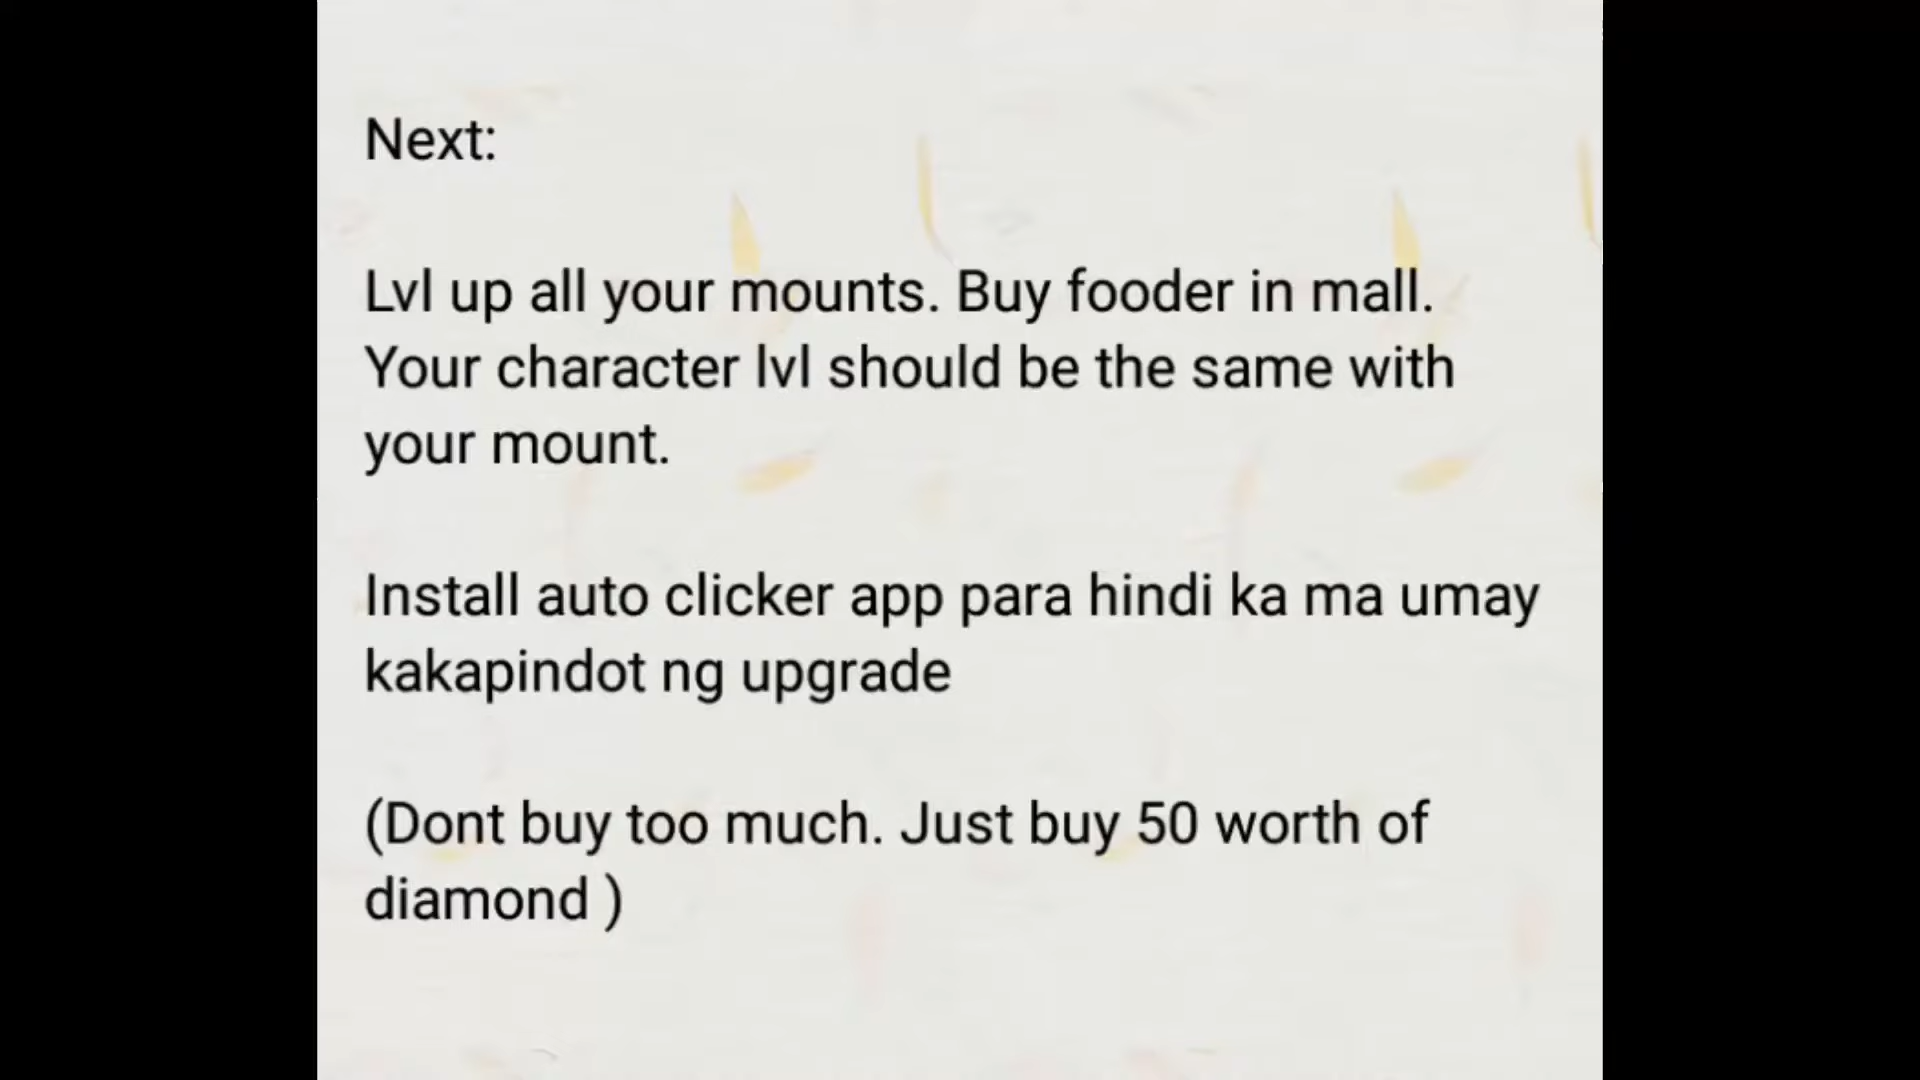 Next:
Lvl up all your mounts. Buy fooder in mall.
Your character lvl should be the same with
your mount.
Install auto clicker app para hindi ka ma umay
kakapindot ng upgrade
(Dont buy too much. Just buy 50 worth of
diamond )